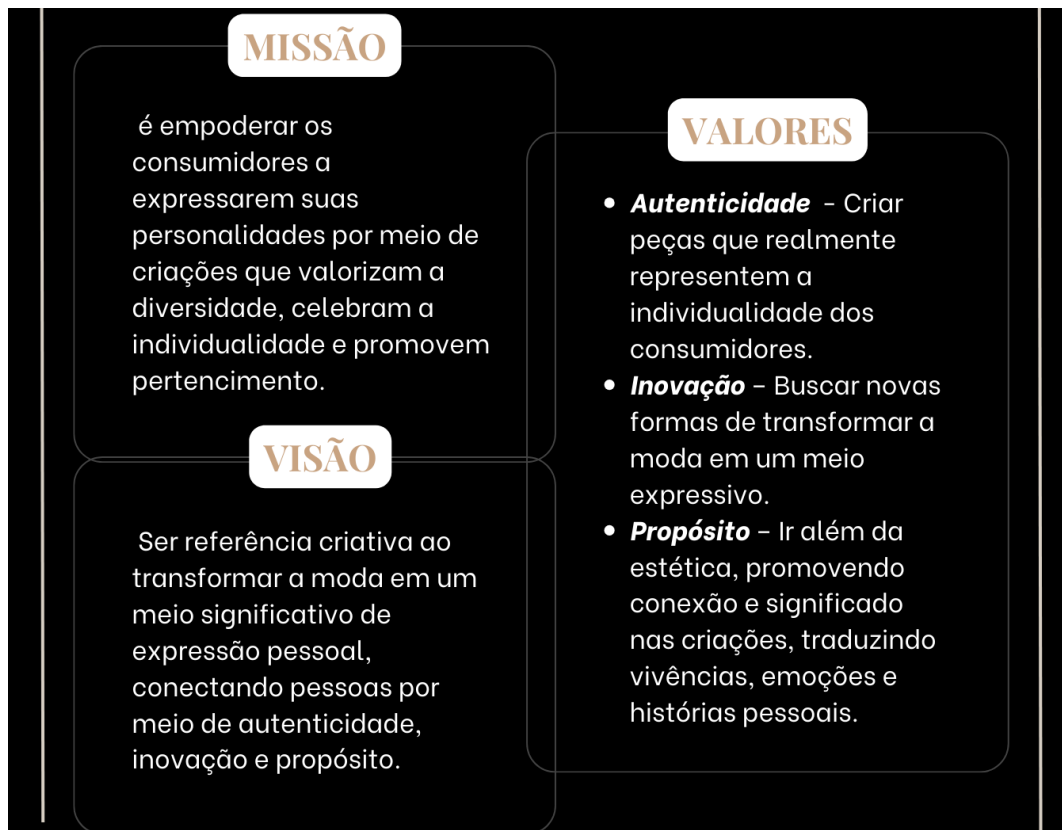 MISSÃO
é empoderar os
consumidores a
expressarem suas
personalidades por meio de
criações que valorizam a
diversidade, celebram a
individualidade e promovem
pertencimento.
VISÃO
Ser referência criativa ao
transformar a moda em um
meio significativo de
expressão pessoal,
conectando pessoas por
meio de autenticidade,
inovação e propósito.
VALORES
• Autenticidade - Criar
peças que realmente
representem a
individualidade dos
consumidores.
• Inovação – Buscar novas
formas de transformar a
moda em um meio
expressivo.
• Propósito – Ir além da
estética, promovendo
conexão e significado
nas criações, traduzindo
vivências, emoções e
histórias pessoais.